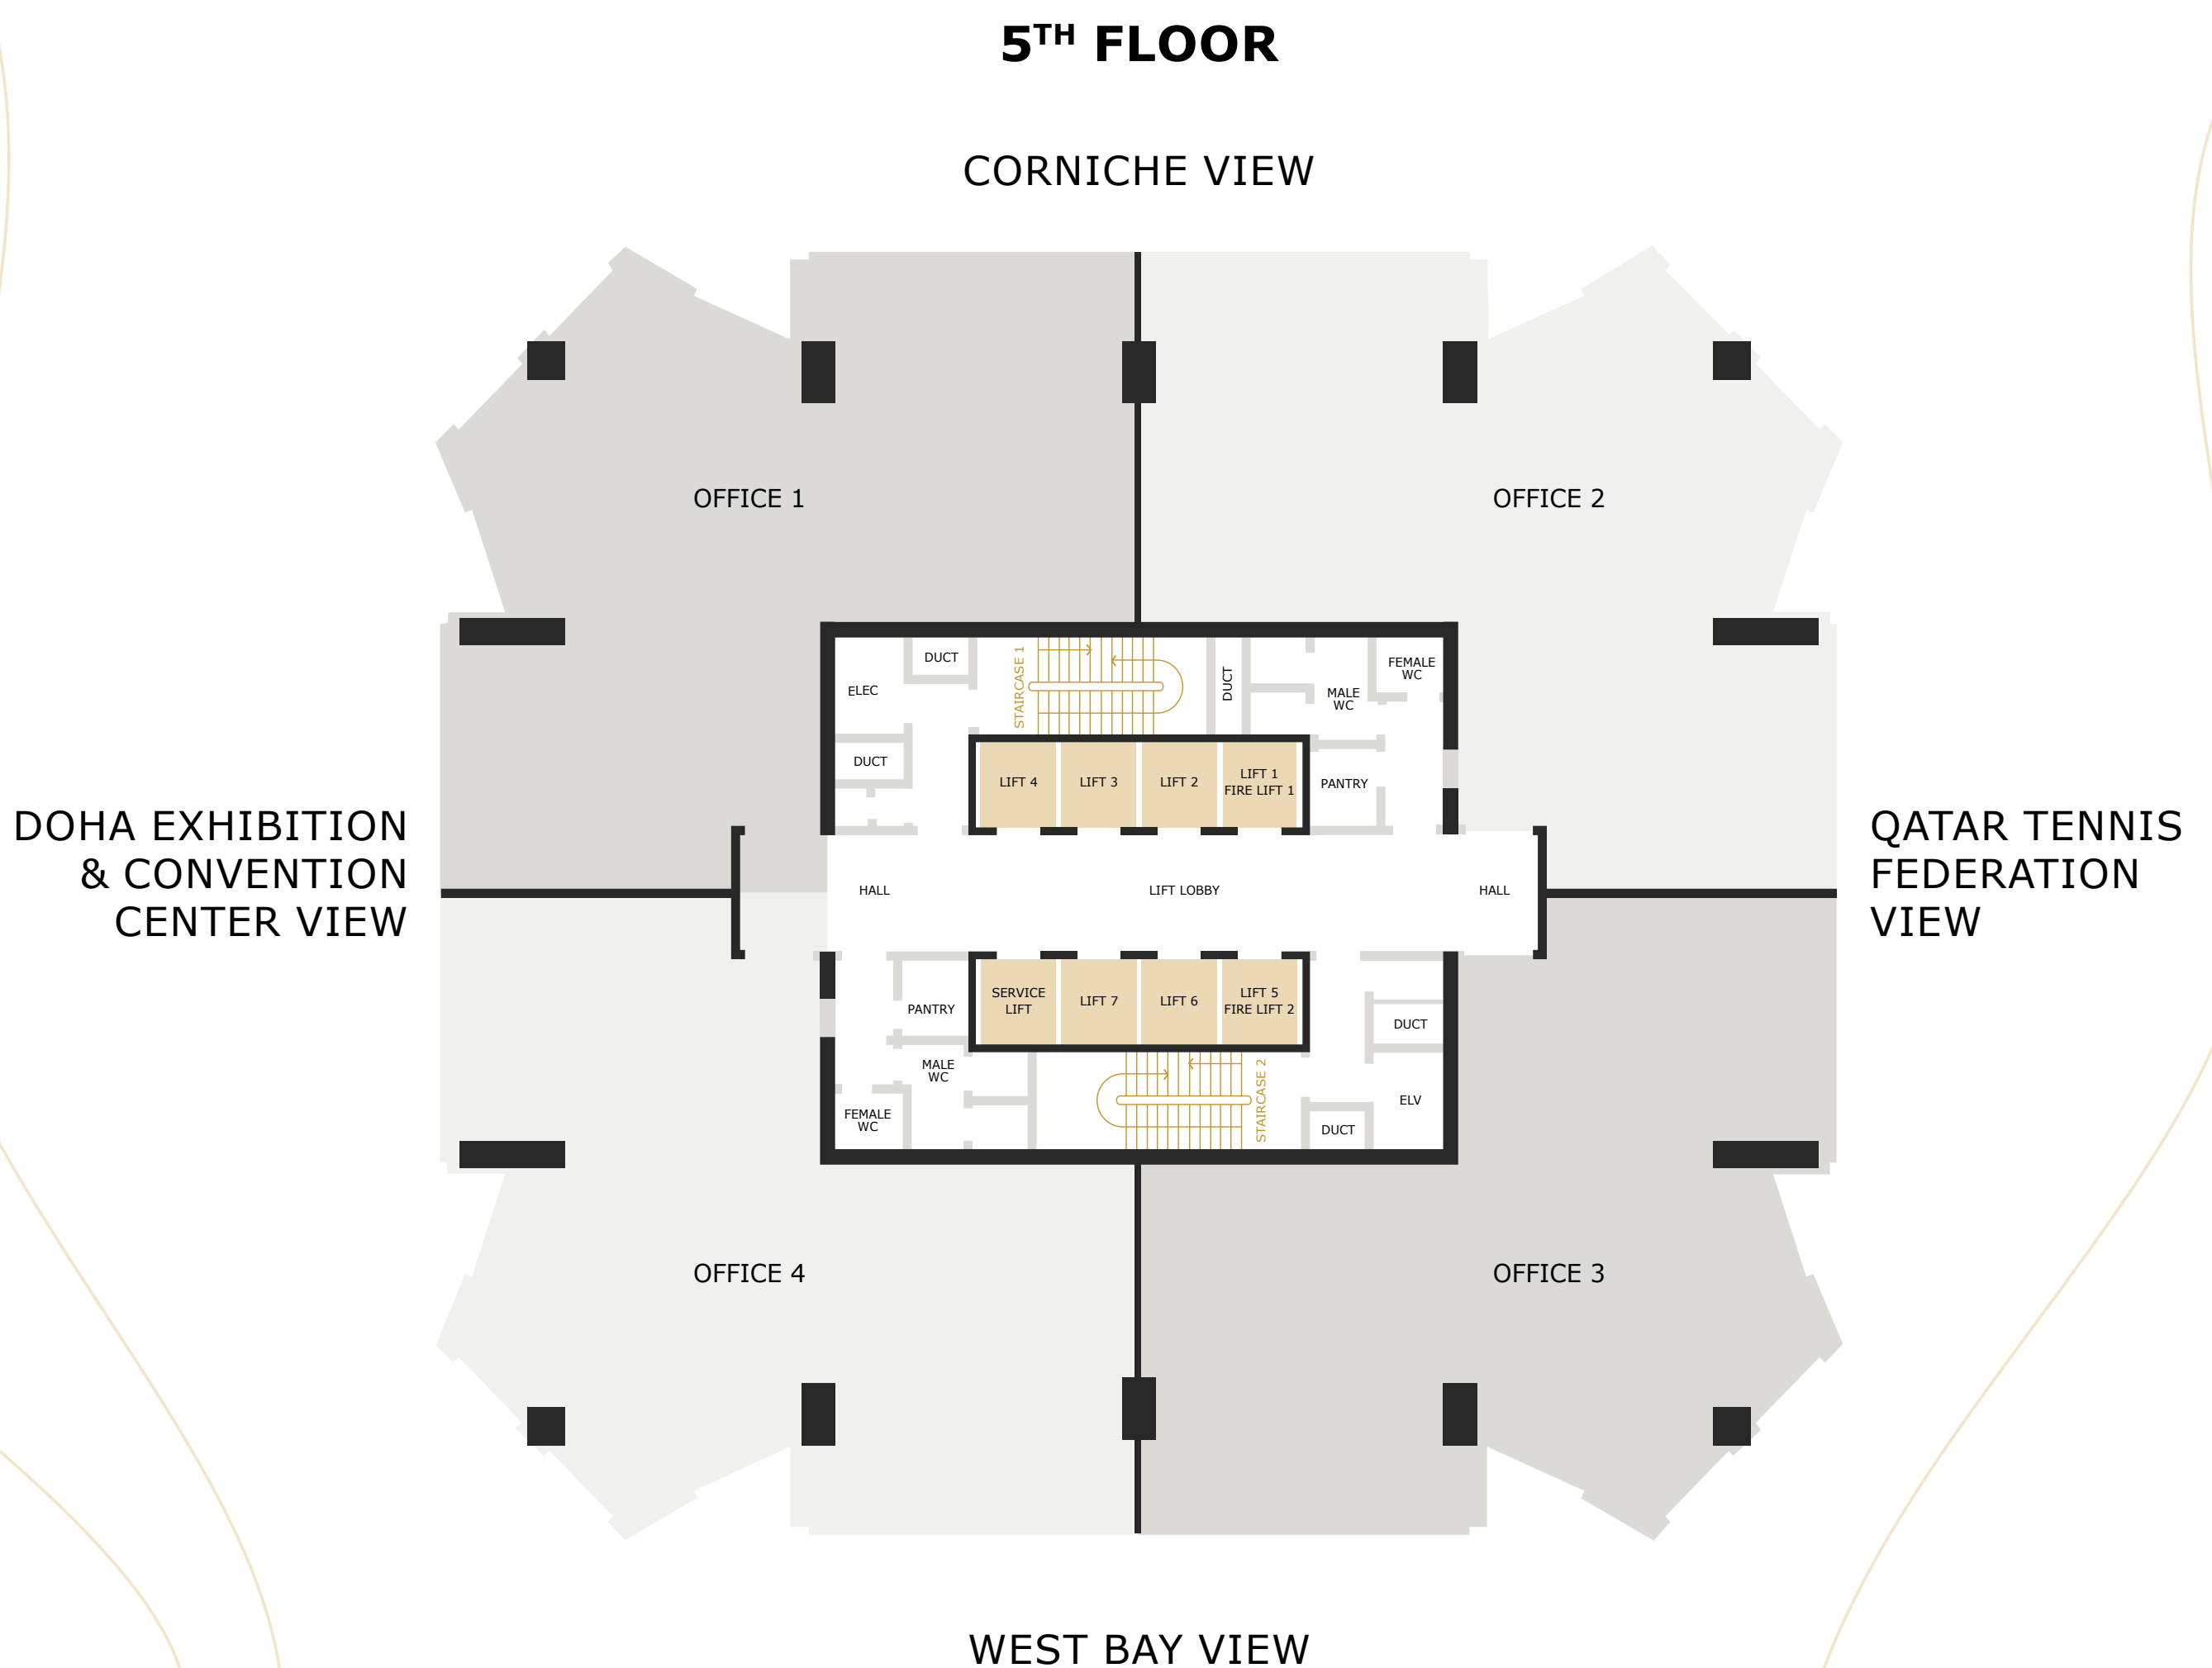 5TH FLOOR
CORNICHE VIEW
OFFICE 1
OFFICE 2
DOHA EXHIBITION
& CONVENTION
CENTER VIEW
QATAR TENNIS
FEDERATION
VIEW
ELEC
DUCT
DUCT
STAIRCASE 1
DUCT
MALE
WC
FEMALE
WC
LIFT 4
LIFT 3
LIFT 2
LIFT 1
FIRE LIFT 1
PANTRY
HALL
LIFT LOBBY
HALL
PANTRY
SERVICE
LIFT
LIFT 7
LIFT 6
LIFT 5
FIRE LIFT 2
DUCT
MALE
WC
FEMALE
WC
STAIRCASE 2
DUCT
ELV
OFFICE 4
OFFICE 3
WEST BAY VIEW